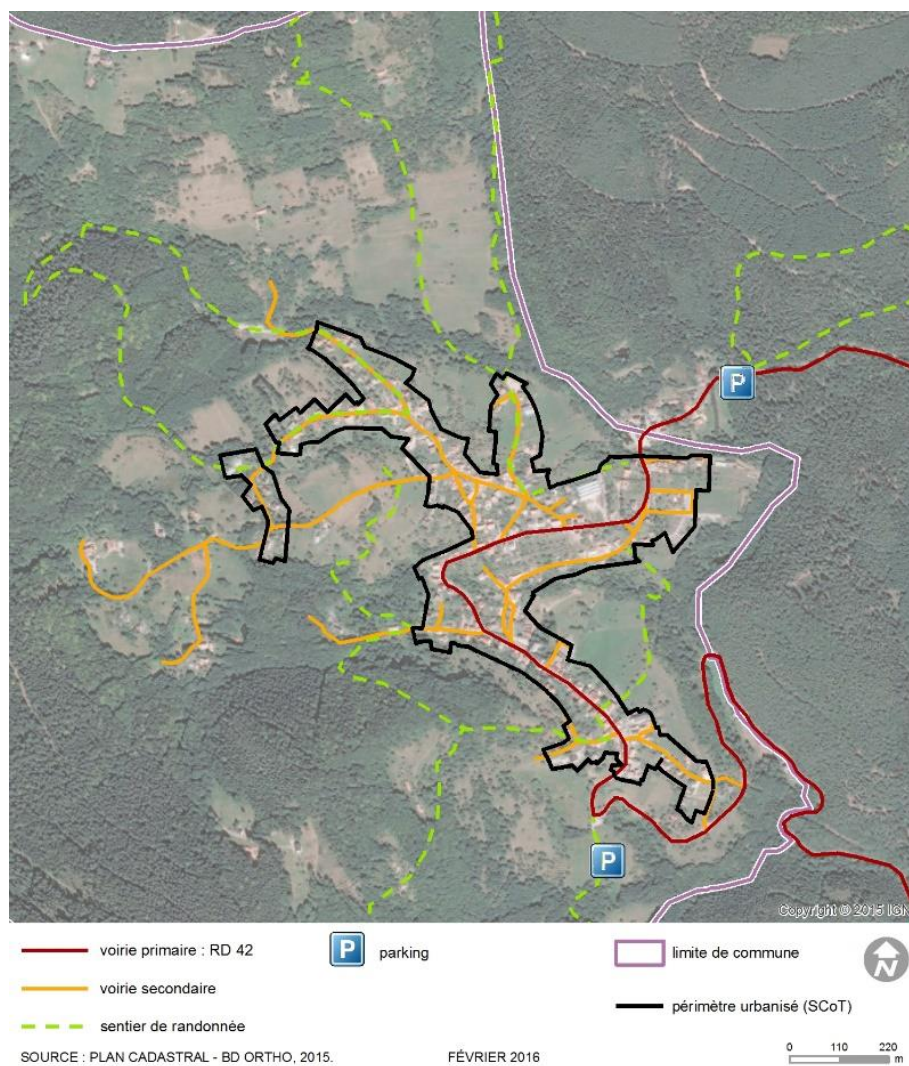 P
P
Copyright © 2015 IGN
voirie primaire : RD 42
P
parking
limite de commune
N
voirie secondaire
périmètre urbanisé (SCoT)
sentier de randonnée
SOURCE : PLAN CADASTRAL - BD ORTHO, 2015.
FÉVRIER 2016
0 110 220
m